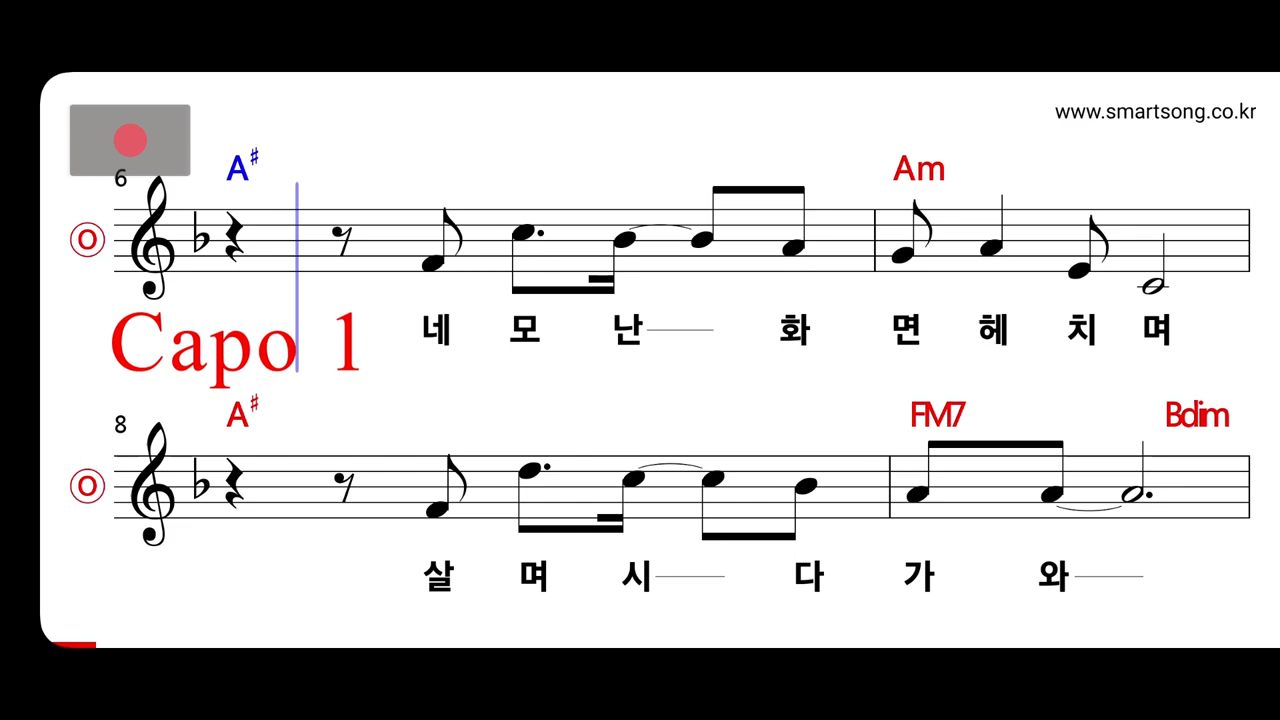 www.smartsong.co.kr
6
A♯ Am
ⓞ
네 모 난 화 면 헤 치 며
Capo 1
8
A♯ FM7 Bdim
ⓞ
살 며 시 다 가 와